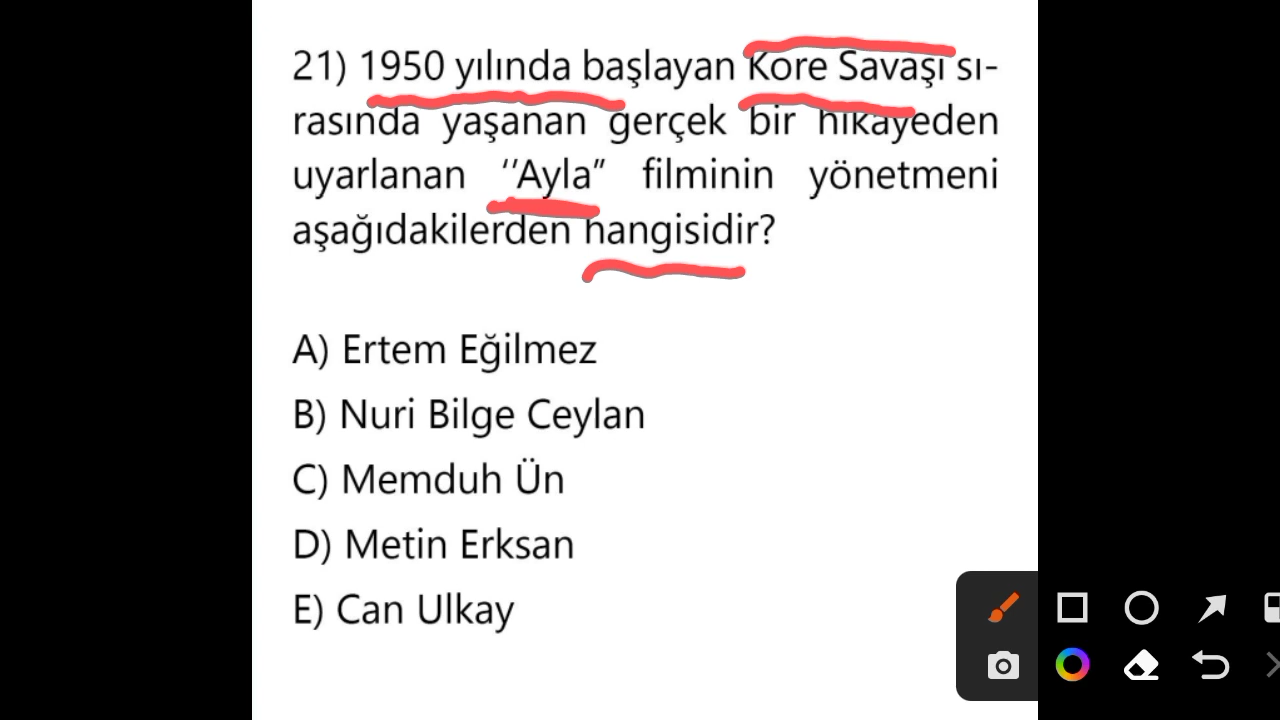 21) 1950 yılında başlayan Kore Savaşı sı-
rasında yaşanan gerçek bir hikayeden
uyarlanan ‘‘Ayla” filminin yönetmeni
aşağıdakilerden hangisidir?
A) Ertem Eğilmez
B) Nuri Bilge Ceylan
C) Memduh Ün
D) Metin Erksan
E) Can Ulkay